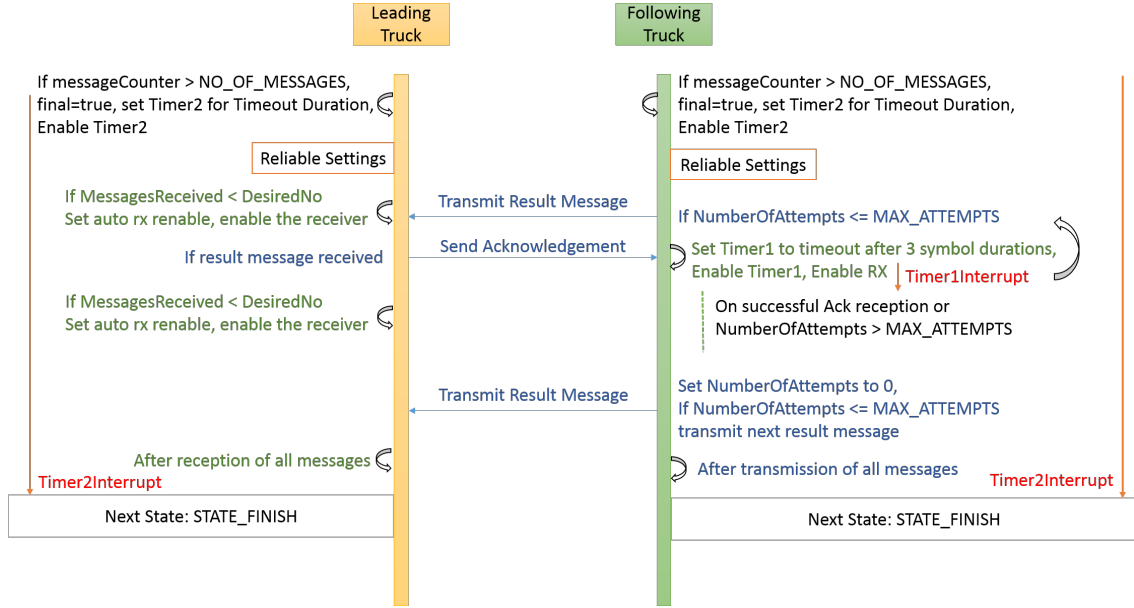 Leading
Truck
Following
Truck
If messageCounter > NO_OF_MESSAGES,
final=true, set Timer2 for Timeout Duration,
Enable Timer2
If messageCounter > NO_OF_MESSAGES,
final=true, set Timer2 for Timeout Duration,
Enable Timer2
Reliable Settings
Reliable Settings
If MessagesReceived < DesiredNo
Set auto rx renable, enable the receiver
Transmit Result Message
If NumberOfAttempts <= MAX_ATTEMPTS
If result message received
Send Acknowledgement
Set Timer1 to timeout after 3 symbol durations,
Enable Timer1, Enable RX
Timer1Interrupt
If MessagesReceived < DesiredNo
Set auto rx renable, enable the receiver
On successful Ack reception or
NumberOfAttempts > MAX_ATTEMPTS
Transmit Result Message
Set NumberOfAttempts to 0,
If NumberOfAttempts <= MAX_ATTEMPTS
transmit next result message
After reception of all messages
After transmission of all messages
Timer2Interrupt
Timer2Interrupt
Next State: STATE_FINISH
Next State: STATE_FINISH